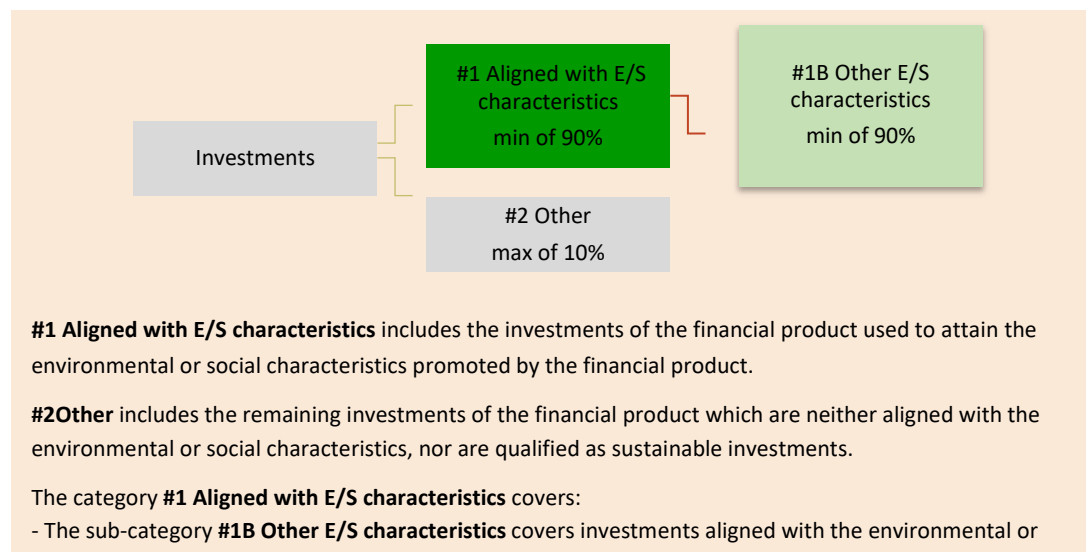 #1 Aligned with E/S
characteristics
min of 90%
#1B Other E/S
characteristics
min of 90%
Investments
#2 Other
max of 10%
#1 Aligned with E/S characteristics includes the investments of the financial product used to attain the
environmental or social characteristics promoted by the financial product.
#2Other includes the remaining investments of the financial product which are neither aligned with the
environmental or social characteristics, nor are qualified as sustainable investments.
The category #1 Aligned with E/S characteristics covers:
- The sub-category #1B Other E/S characteristics covers investments aligned with the environmental or